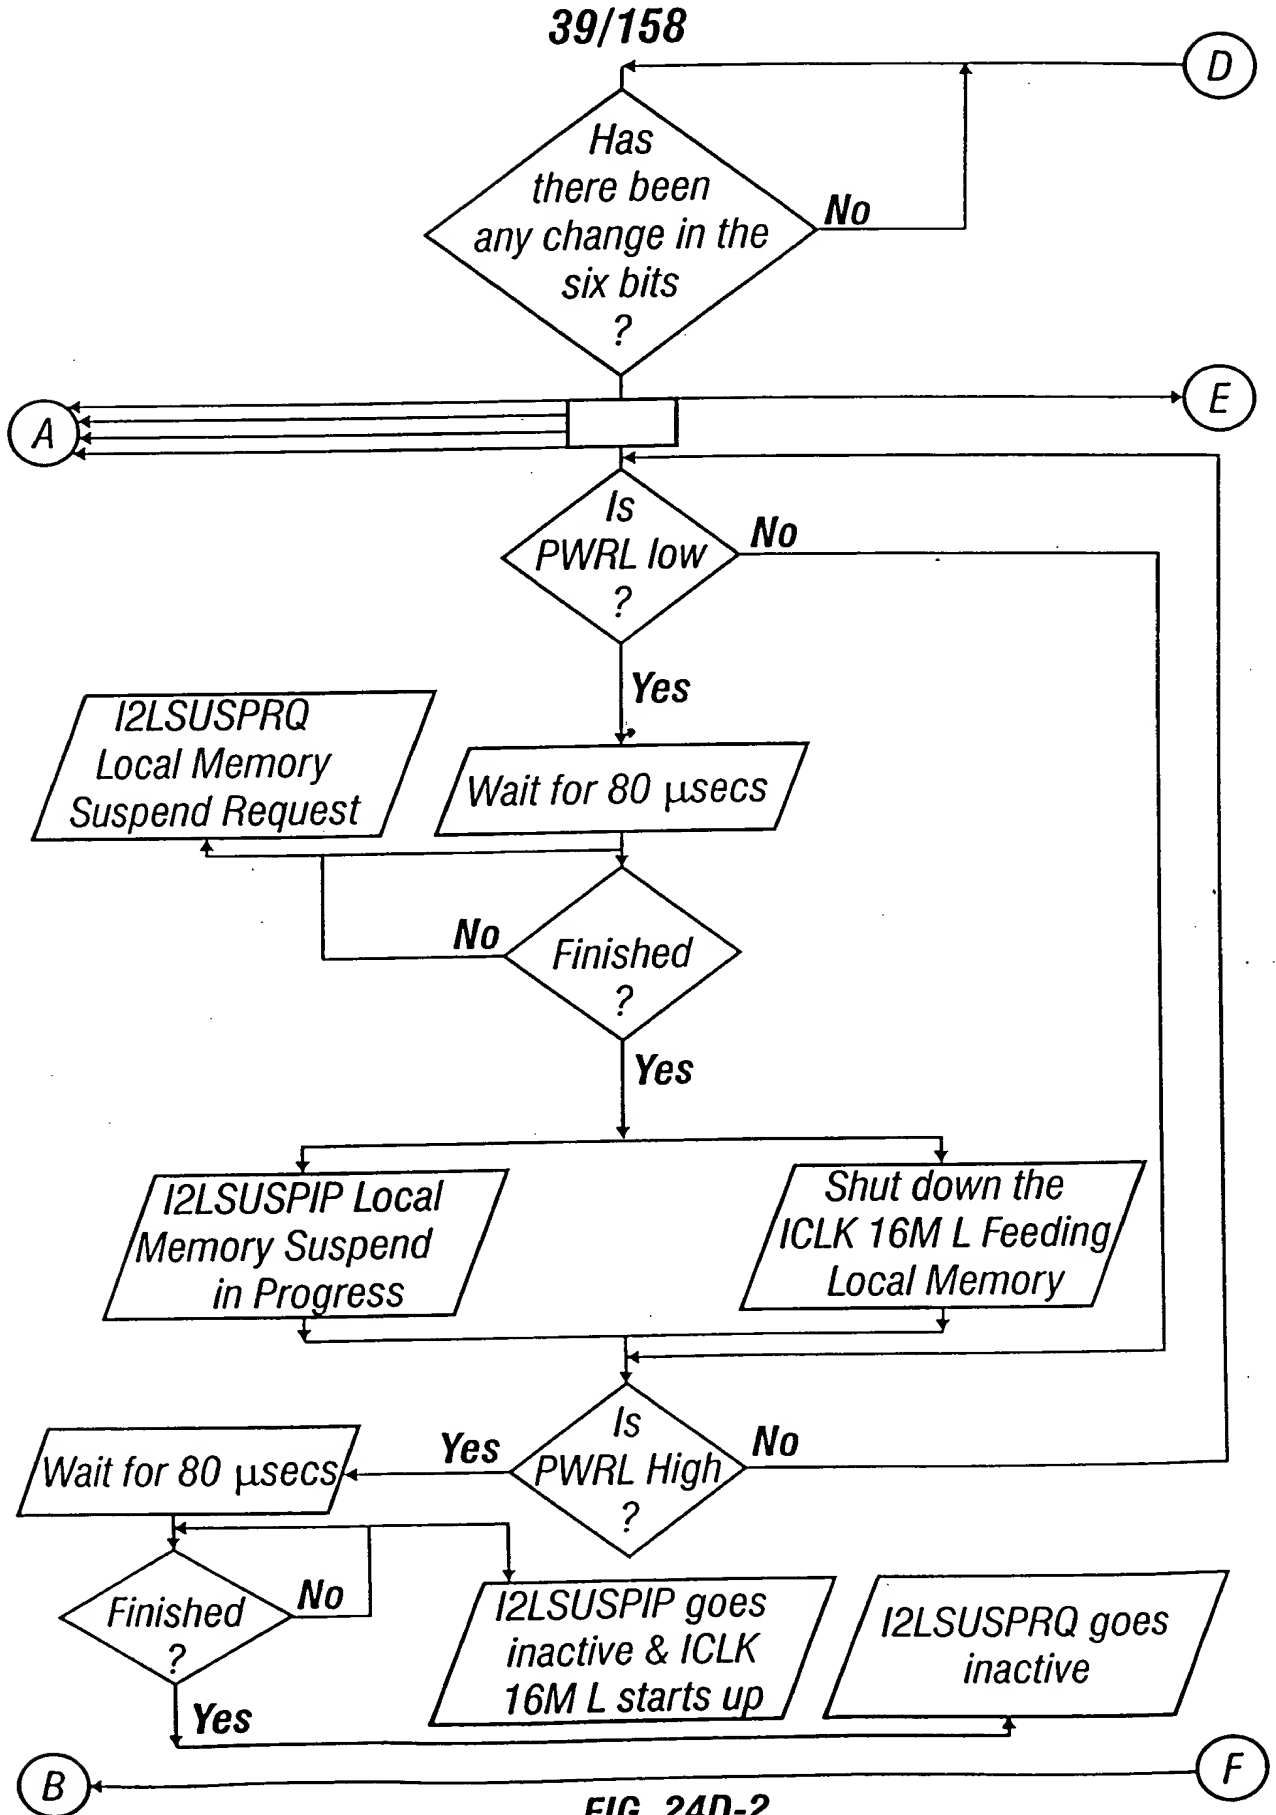 39/158
D
Has
there been
any change in the
six bits
?
No
A
E
Is
PWRL low
?
No
Yes
I2LSUSPRQ
Local Memory
Suspend Request
Wait for 80 µsecs
No
Finished
?
Yes
I2LSUSPIP Local
Memory Suspend
in Progress
Shut down the
ICLK 16M L Feeding
Local Memory
Is
PWRL High
?
Yes
No
Wait for 80 µsecs
Finished
?
No
Yes
I2LSUSPIP goes
inactive & ICLK
16M L starts up
I2LSUSPRQ goes
inactive
B
F
FIG. 24D-2